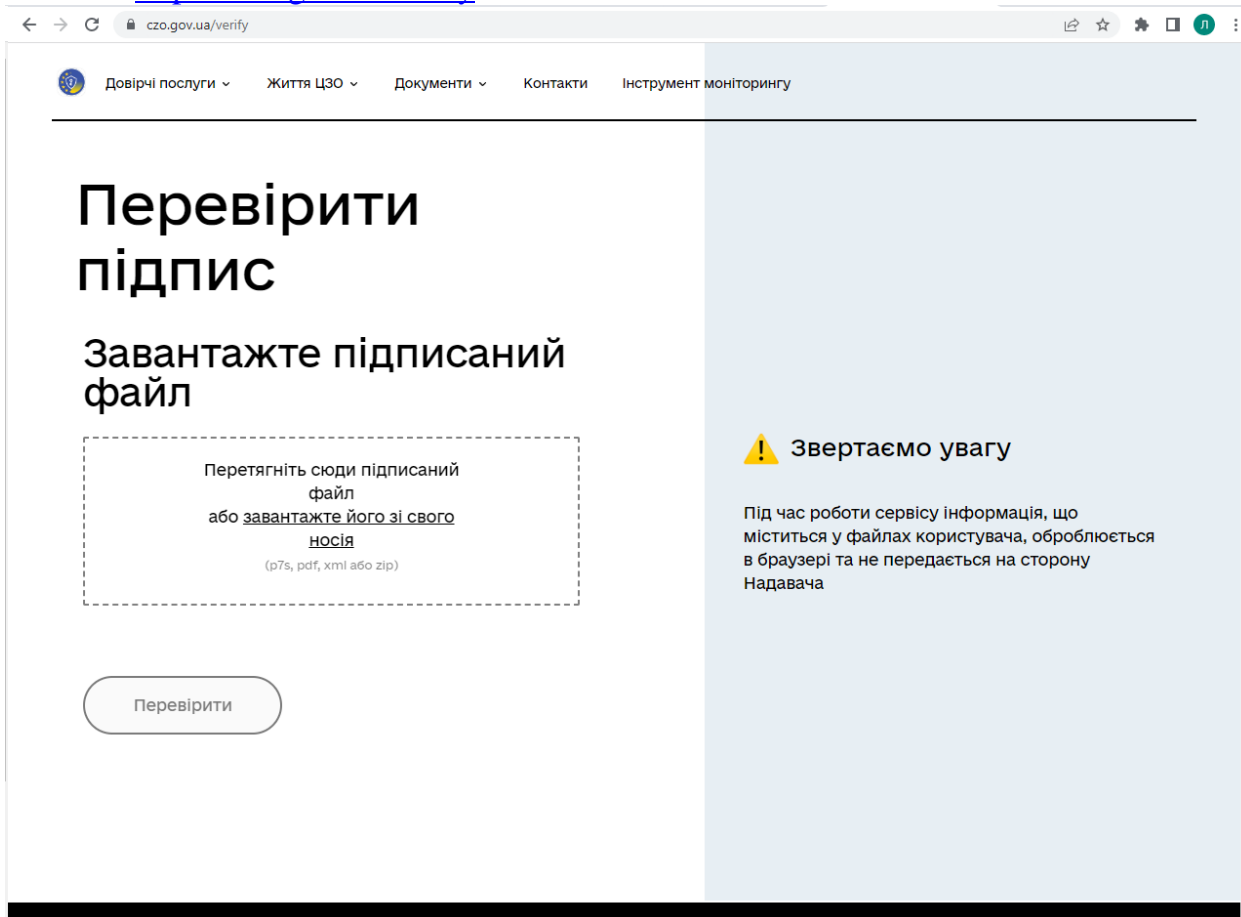 czo.gov.ua/verify
Л
Довірчі послуги
Життя ЦЗО
Документи
Контакти
Інструмент моніторингу
Перевірити
підпис
Завантажте підписаний
файл
Перетягніть сюди підписаний
файл
або завантажте його зі свого
носія
(p7s, pdf, xml або zip)
Перевірити
Звертаємо увагу
Під час роботи сервісу інформація, що
міститься у файлах користувача, оброблюється
в браузері та не передається на сторону
Надавача